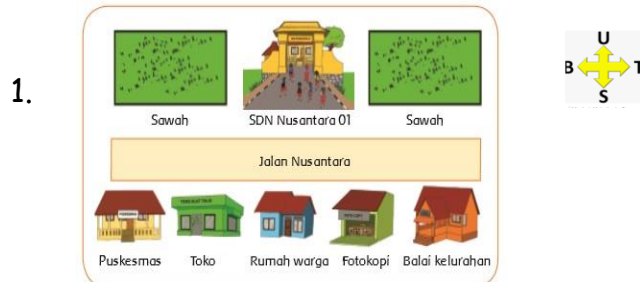 U
B T
S
1.
Sawah SDN Nusantara 01 Sawah
Jalan Nusantara
Puskesmas Toko Rumah warga Fotokopi Balai kelurahan